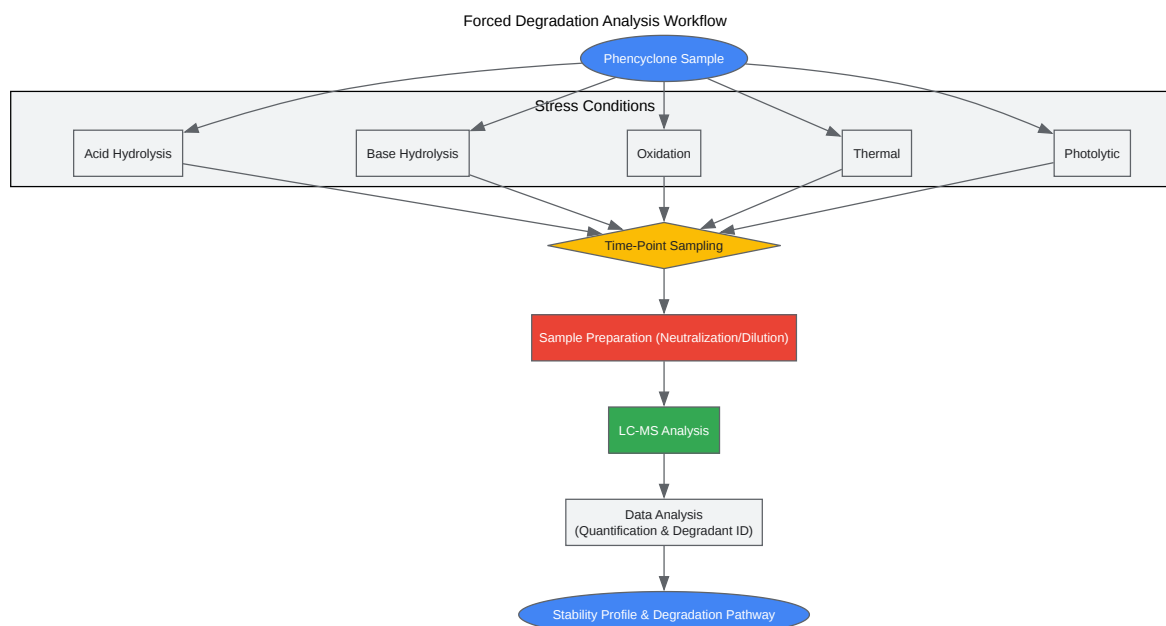 Forced Degradation Analysis Workflow
Phencyclone Sample
Stress Conditions
Acid Hydrolysis
Base Hydrolysis
Oxidation
Thermal
Photolytic
Time-Point Sampling
Sample Preparation (Neutralization/Dilution)
LC-MS Analysis
Data Analysis
(Quantification & Degradant ID)
Stability Profile & Degradation Pathway